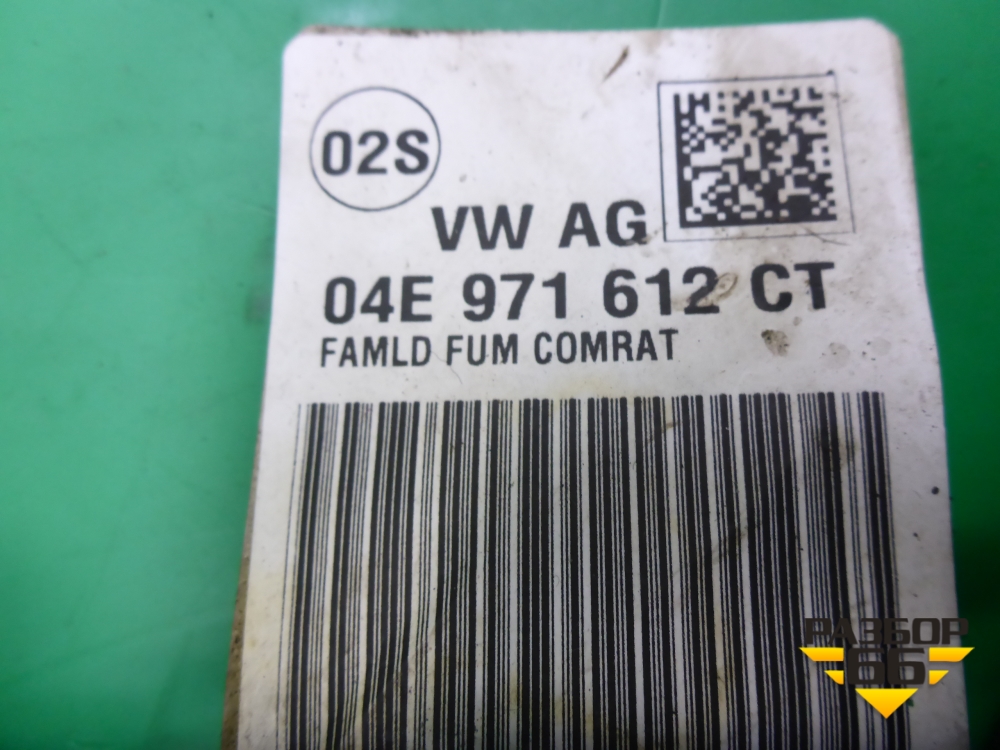 02S
VW AG
04E 971 612 CT
FAMLD FUM COMRAT
РАЗБОР
66